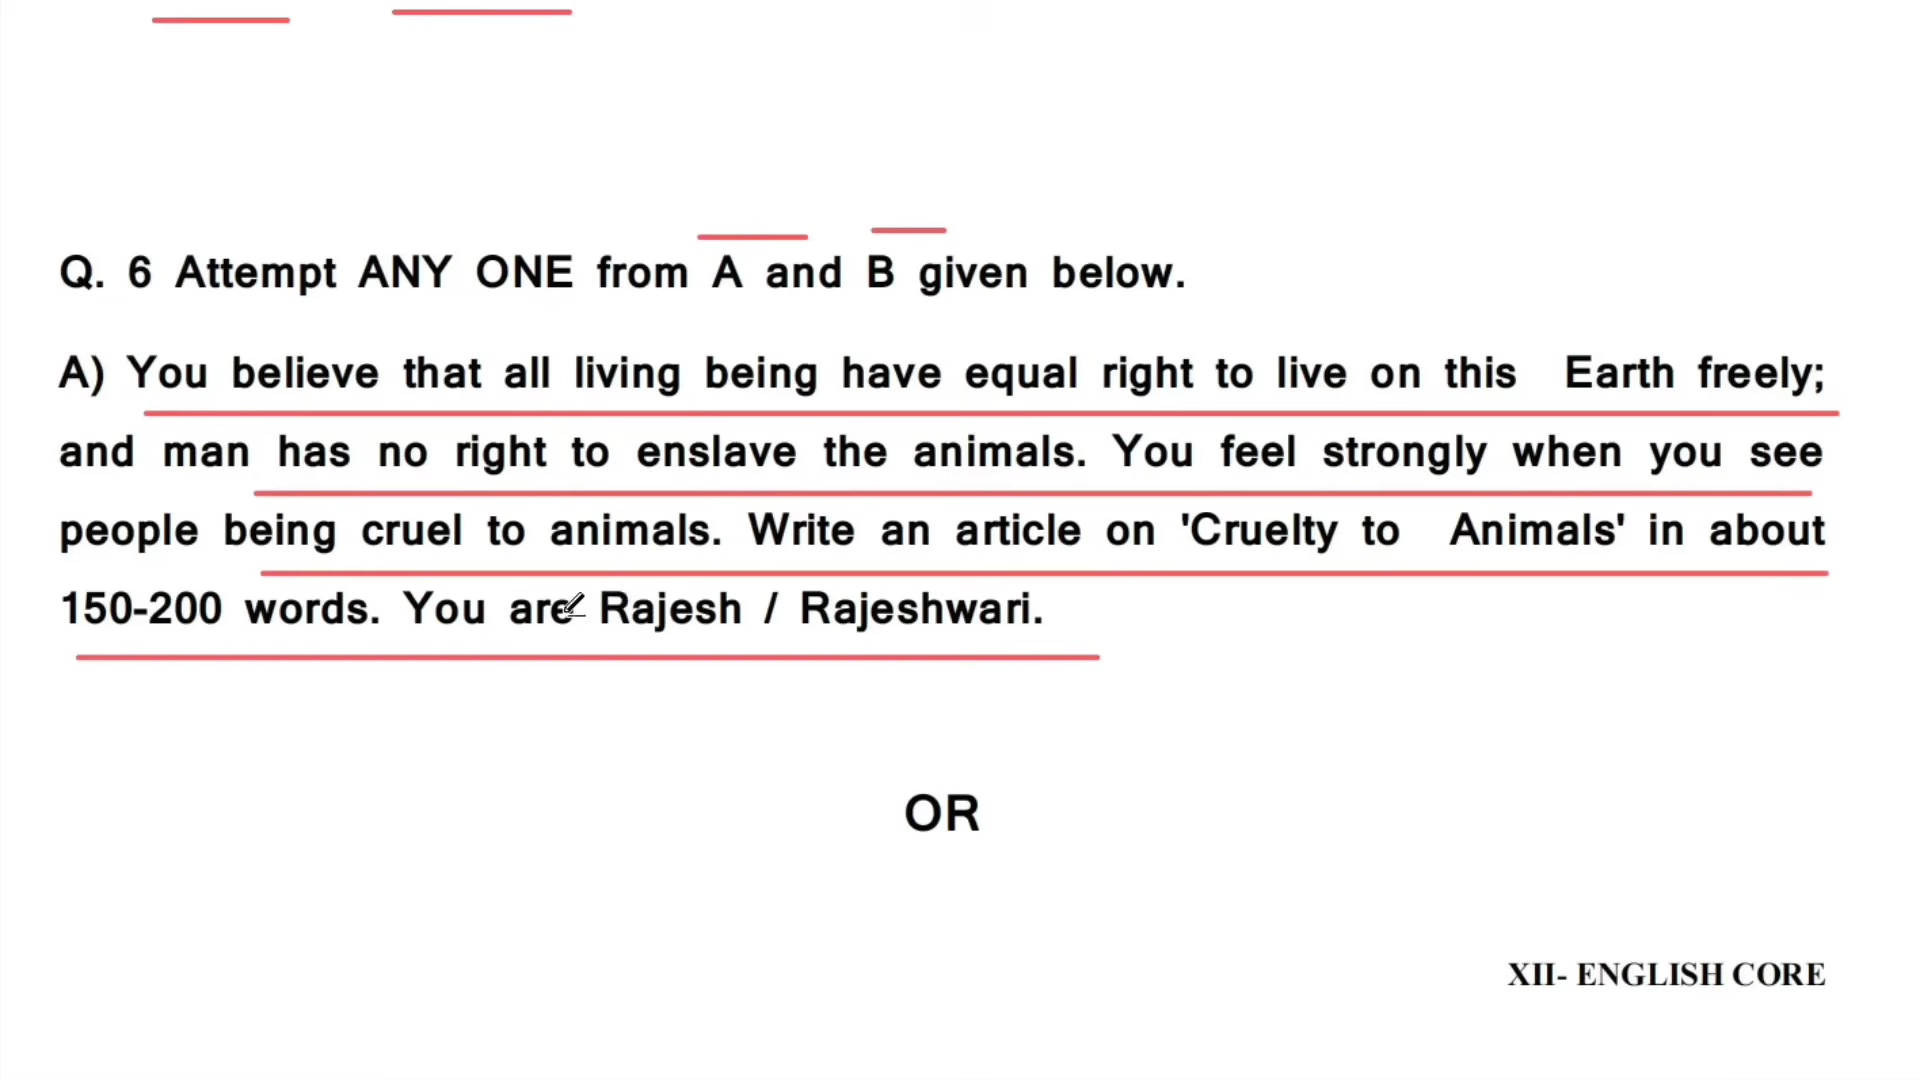 Q. 6 Attempt ANY ONE from A and B given below.
A) You believe that all living being have equal right to live on this Earth freely;
and man has no right to enslave the animals. You feel strongly when you see
people being cruel to animals. Write an article on 'Cruelty to Animals' in about
150-200 words. You are Rajesh / Rajeshwari.
OR
XII- ENGLISH CORE